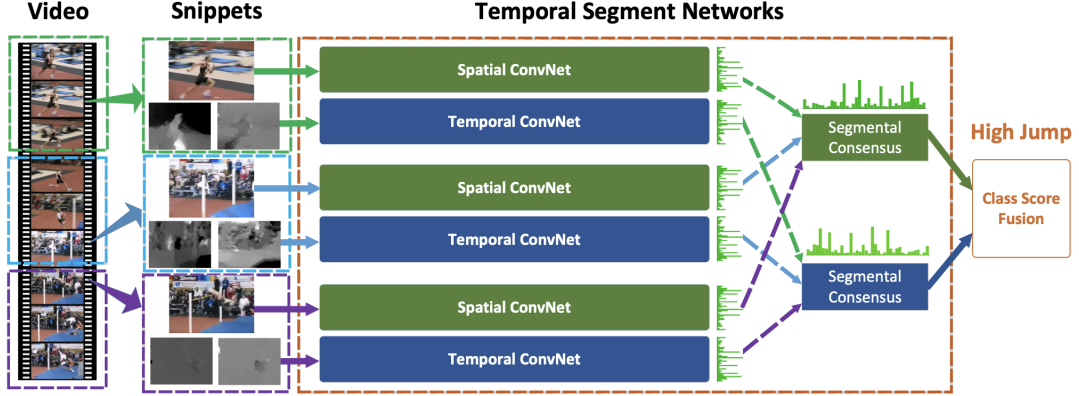 Video
Snippets
Temporal Segment Networks
Spatial ConvNet
Temporal ConvNet
Spatial ConvNet
Temporal ConvNet
Spatial ConvNet
Temporal ConvNet
Segmental
Consensus
Segmental
Consensus
High Jump
Class Score
Fusion